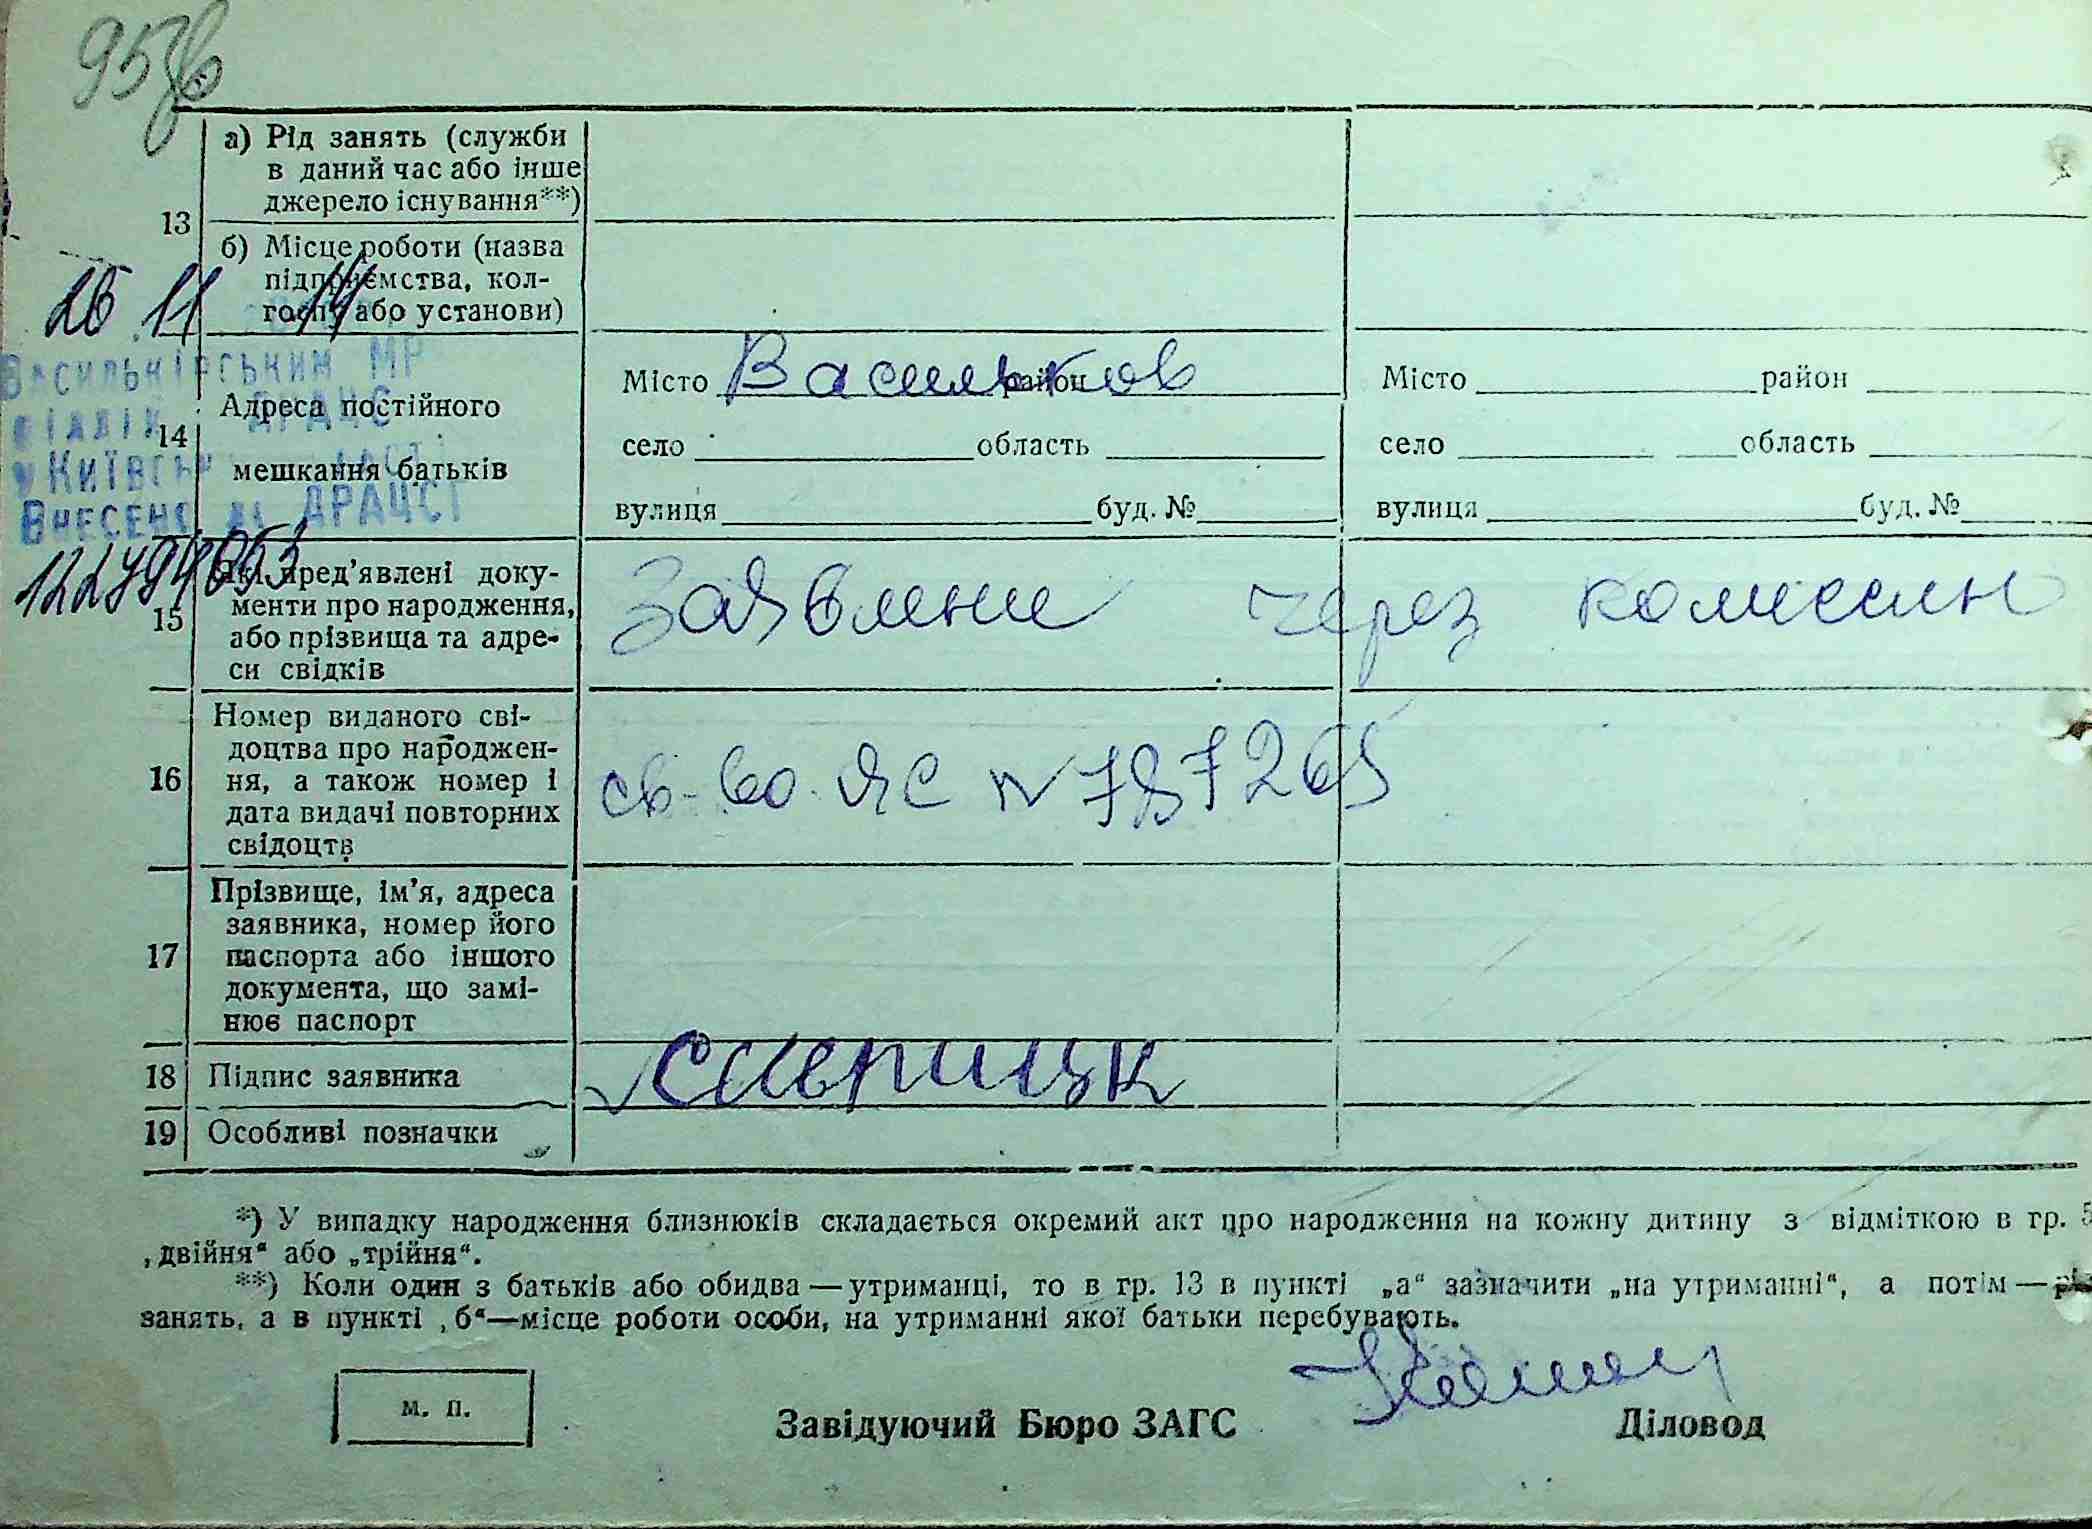 а) Рід занять (служби
в даний час або інше
джерело існування**)
13
б) Місце роботи (назва
підприємства, кол-
госпу або установи)
26 11 14
Васильківським МР
відділ ДРАЦС
у Київські
Внесено до ДРАЦСГ
14
Адреса постійного
мешкання батьків
Місто Васильков район
село область
вулиця буд. №
Місто район
село область
вулиця буд. №
15
Які пред’явлені доку-
менти про народження,
або прізвища та адре-
си свідків
Заявлени через комиссию
16
Номер виданого сві-
доцтва про народжен-
ня, а також номер і
дата видачі повторних
свідоцтв
св-во ЯС № 787265
17
Прізвище, ім’я, адреса
заявника, номер його
паспорта або іншого
документа, що замі-
нює паспорт
18 Підпис заявника
19 Особливі позначки
*) У випадку народження близнюків складається окремий акт про народження на кожну дитину з відміткою в гр. 5
„двійня“ або „трійня“.
**) Коли один з батьків або обидва — утриманці, то в гр. 13 в пункті „а“ зазначити „на утриманні“, а потім — рід
занять, а в пункті „б“—місце роботи особи, на утриманні якої батьки перебувають.
м. п.
Завідуючий Бюро ЗАГС Діловод